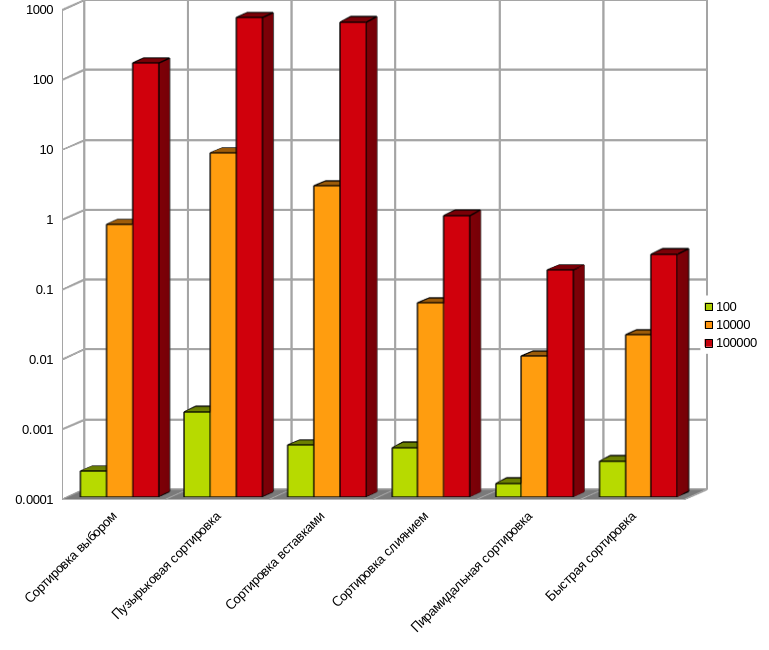 1000
100
10
1
0.1
0.01
0.001
0.0001
100
10000
100000
Сортировка выбором
Пузырьковая сортировка
Сортировка вставками
Сортировка слиянием
Пирамидальная сортировка
Быстрая сортировка